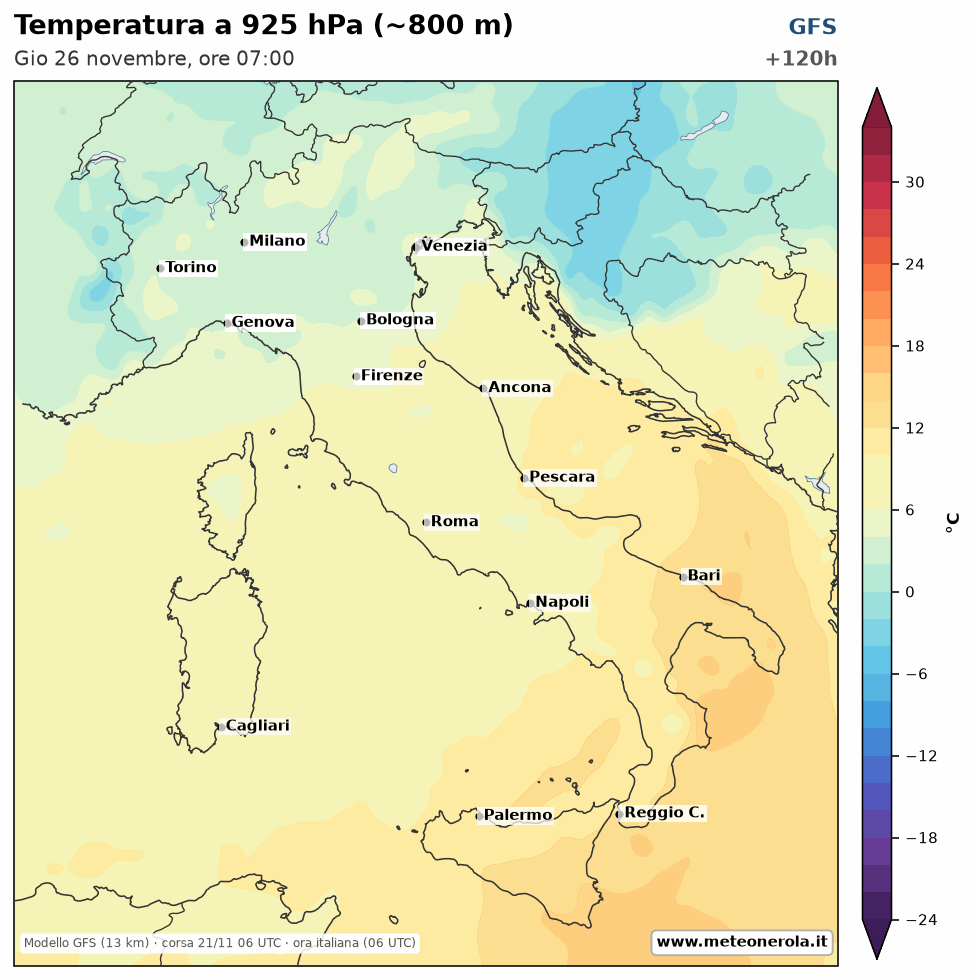 Temperatura a 925 hPa (~800 m)
GFS
Gio 26 novembre, ore 07:00
+120h
Milano
Venezia
Torino
Genova
Bologna
Firenze
Ancona
Pescara
Roma
Bari
Napoli
Cagliari
Palermo
Reggio C.
30
24
18
12
6
0
−6
−12
−18
−24
°C
Modello GFS (13 km) · corsa 21/11 06 UTC · ora italiana (06 UTC)
www.meteonerola.it